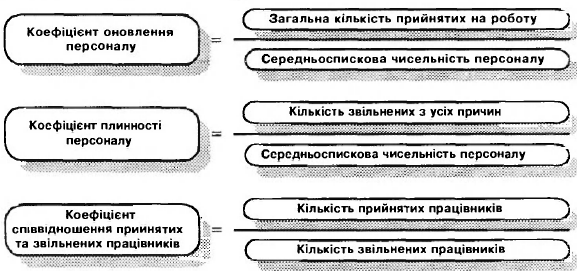 Коефіцієнт оновлення
персоналу
=
Загальна кількість прийнятих на роботу
Середньоспискова чисельність персоналу
Коефіцієнт плинності
персоналу
=
Кількість звільнених з усіх причин
Середньоспискова чисельність персоналу
Коефіцієнт
співвідношення прийнятих
та звільнених працівників
=
Кількість прийнятих працівників
Кількість звільнених працівників